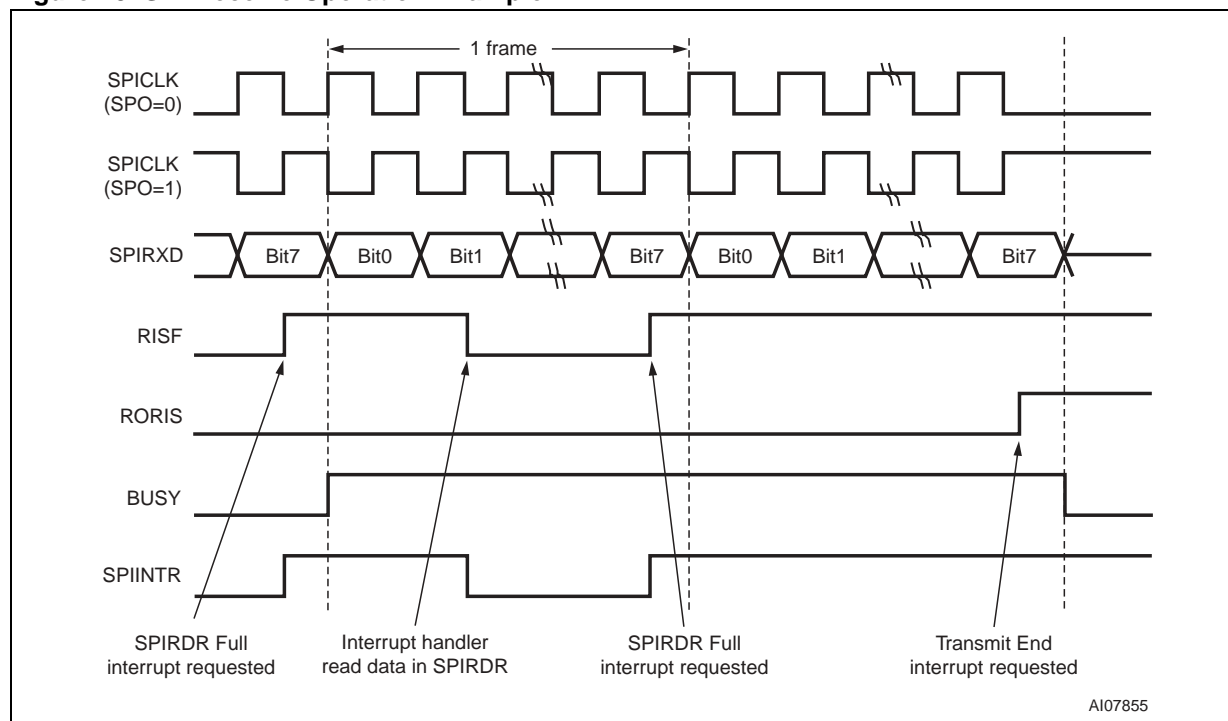 1 frame
SPICLK
(SPO=0)
SPICLK
(SPO=1)
SPIRXD
Bit7
Bit0
Bit1
Bit7
Bit0
Bit1
Bit7
RISF
RORIS
BUSY
SPIINTR
SPIRDR Full
interrupt requested
Interrupt handler
read data in SPIRDR
SPIRDR Full
interrupt requested
Transmit End
interrupt requested
AI07855